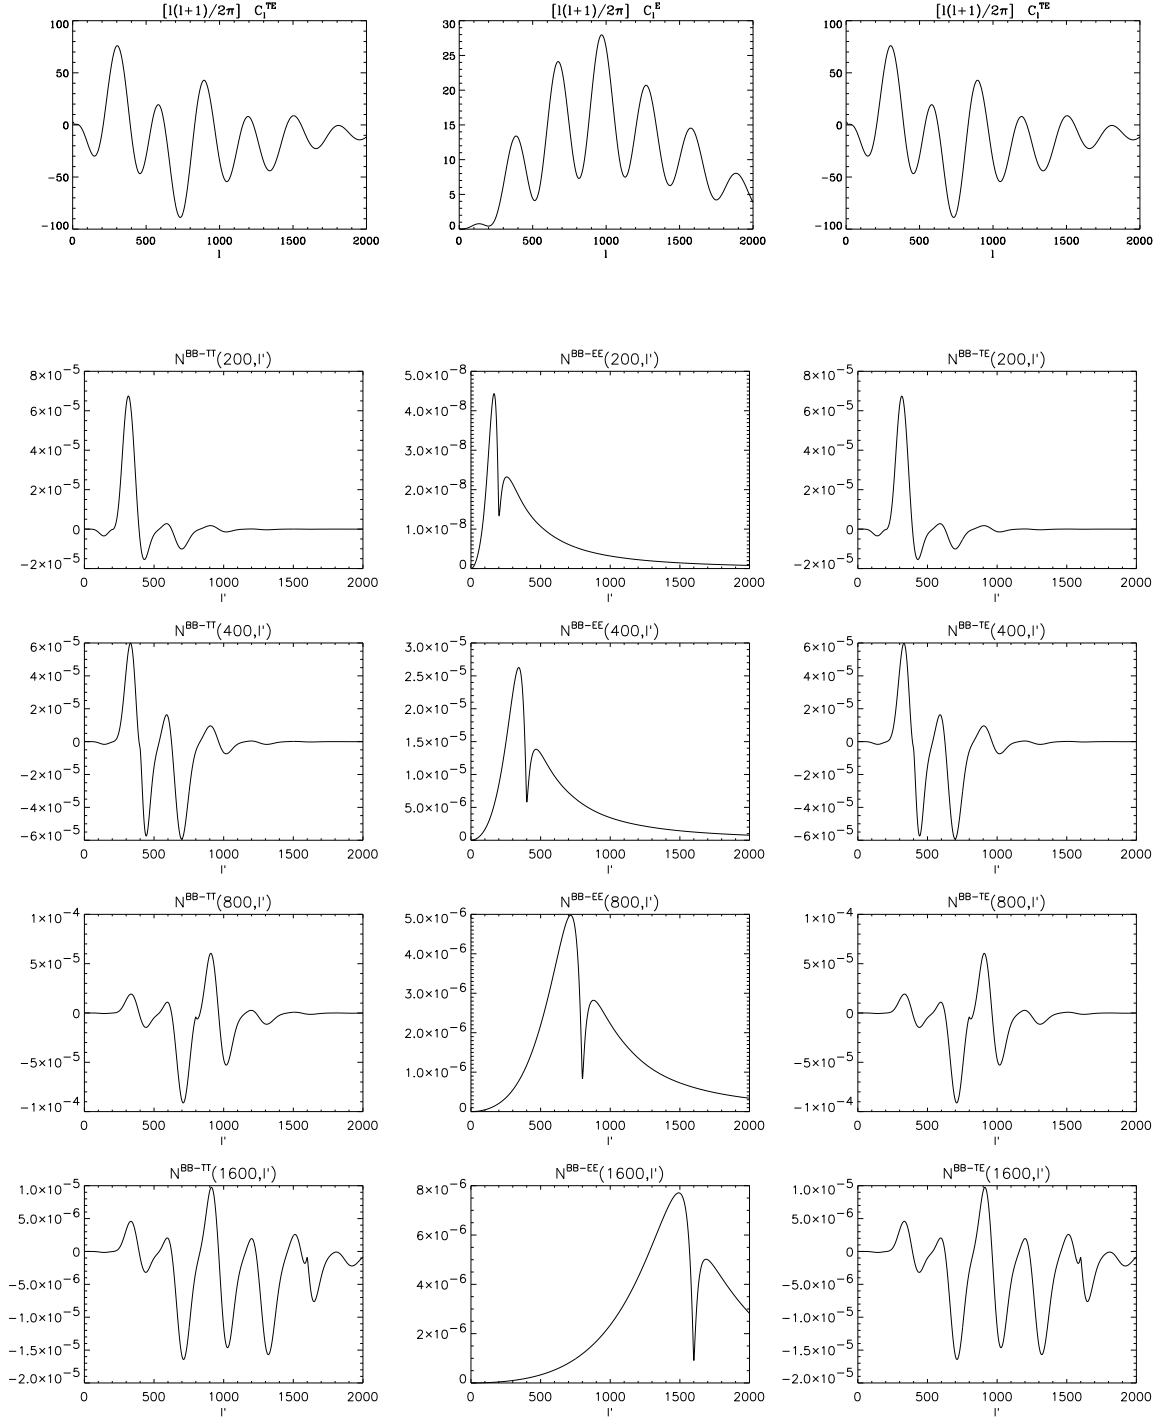 [l(l+1)/2π] C_l^TE [l(l+1)/2π] C_l^E [l(l+1)/2π] C_l^TE
100 30 100
25
50 20 50
0 15 0
10
-50 5 -50
-100 0 -100
0 500 1000 1500 2000 0 500 1000 1500 2000 0 500 1000 1500 2000
l l l
N^BB-TT(200,l') N^BB-EE(200,l') N^BB-TE(200,l')
8×10^-5 5.0×10^-8 8×10^-5
6×10^-5 4.0×10^-8 6×10^-5
4×10^-5 3.0×10^-8 4×10^-5
2×10^-5 2.0×10^-8 2×10^-5
0 1.0×10^-8 0
-2×10^-5 0 -2×10^-5
0 500 1000 1500 2000 0 500 1000 1500 2000 0 500 1000 1500 2000
l' l' l'
N^BB-TT(400,l') N^BB-EE(400,l') N^BB-TE(400,l')
6×10^-5 3.0×10^-5 6×10^-5
4×10^-5 2.5×10^-5 4×10^-5
2×10^-5 2.0×10^-5 2×10^-5
0 1.5×10^-5 0
-2×10^-5 1.0×10^-5 -2×10^-5
-4×10^-5 5.0×10^-6 -4×10^-5
-6×10^-5 0 -6×10^-5
0 500 1000 1500 2000 0 500 1000 1500 2000 0 500 1000 1500 2000
l' l' l'
N^BB-TT(800,l') N^BB-EE(800,l') N^BB-TE(800,l')
1×10^-4 5.0×10^-6 1×10^-4
5×10^-5 4.0×10^-6 5×10^-5
3.0×10^-6
0 2.0×10^-6 0
-5×10^-5 1.0×10^-6 -5×10^-5
-1×10^-4 0 -1×10^-4
0 500 1000 1500 2000 0 500 1000 1500 2000 0 500 1000 1500 2000
l' l' l'
N^BB-TT(1600,l') N^BB-EE(1600,l') N^BB-TE(1600,l')
1.0×10^-5 8×10^-6 1.0×10^-5
5.0×10^-6 6×10^-6 5.0×10^-6
0 0
-5.0×10^-6 4×10^-6 -5.0×10^-6
-1.0×10^-5 2×10^-6 -1.0×10^-5
-1.5×10^-5 -1.5×10^-5
-2.0×10^-5 0 -2.0×10^-5
0 500 1000 1500 2000 0 500 1000 1500 2000 0 500 1000 1500 2000
l' l' l'